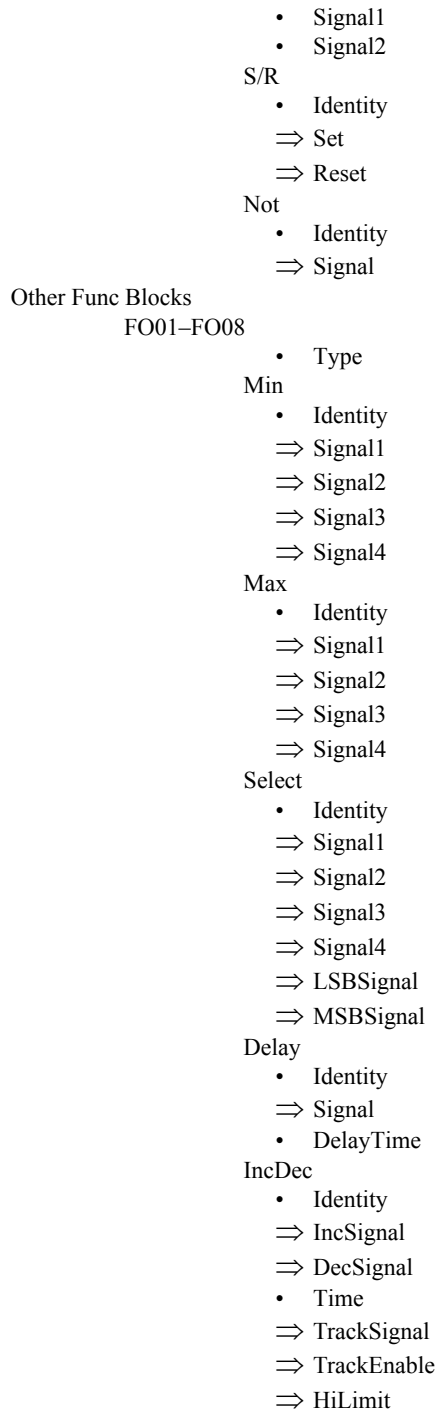 • Signal1
• Signal2
S/R
• Identity
⇒ Set
⇒ Reset
Not
• Identity
⇒ Signal
Other Func Blocks
FO01–FO08
• Type
Min
• Identity
⇒ Signal1
⇒ Signal2
⇒ Signal3
⇒ Signal4
Max
• Identity
⇒ Signal1
⇒ Signal2
⇒ Signal3
⇒ Signal4
Select
• Identity
⇒ Signal1
⇒ Signal2
⇒ Signal3
⇒ Signal4
⇒ LSBSignal
⇒ MSBSignal
Delay
• Identity
⇒ Signal
• DelayTime
IncDec
• Identity
⇒ IncSignal
⇒ DecSignal
• Time
⇒ TrackSignal
⇒ TrackEnable
⇒ HiLimit